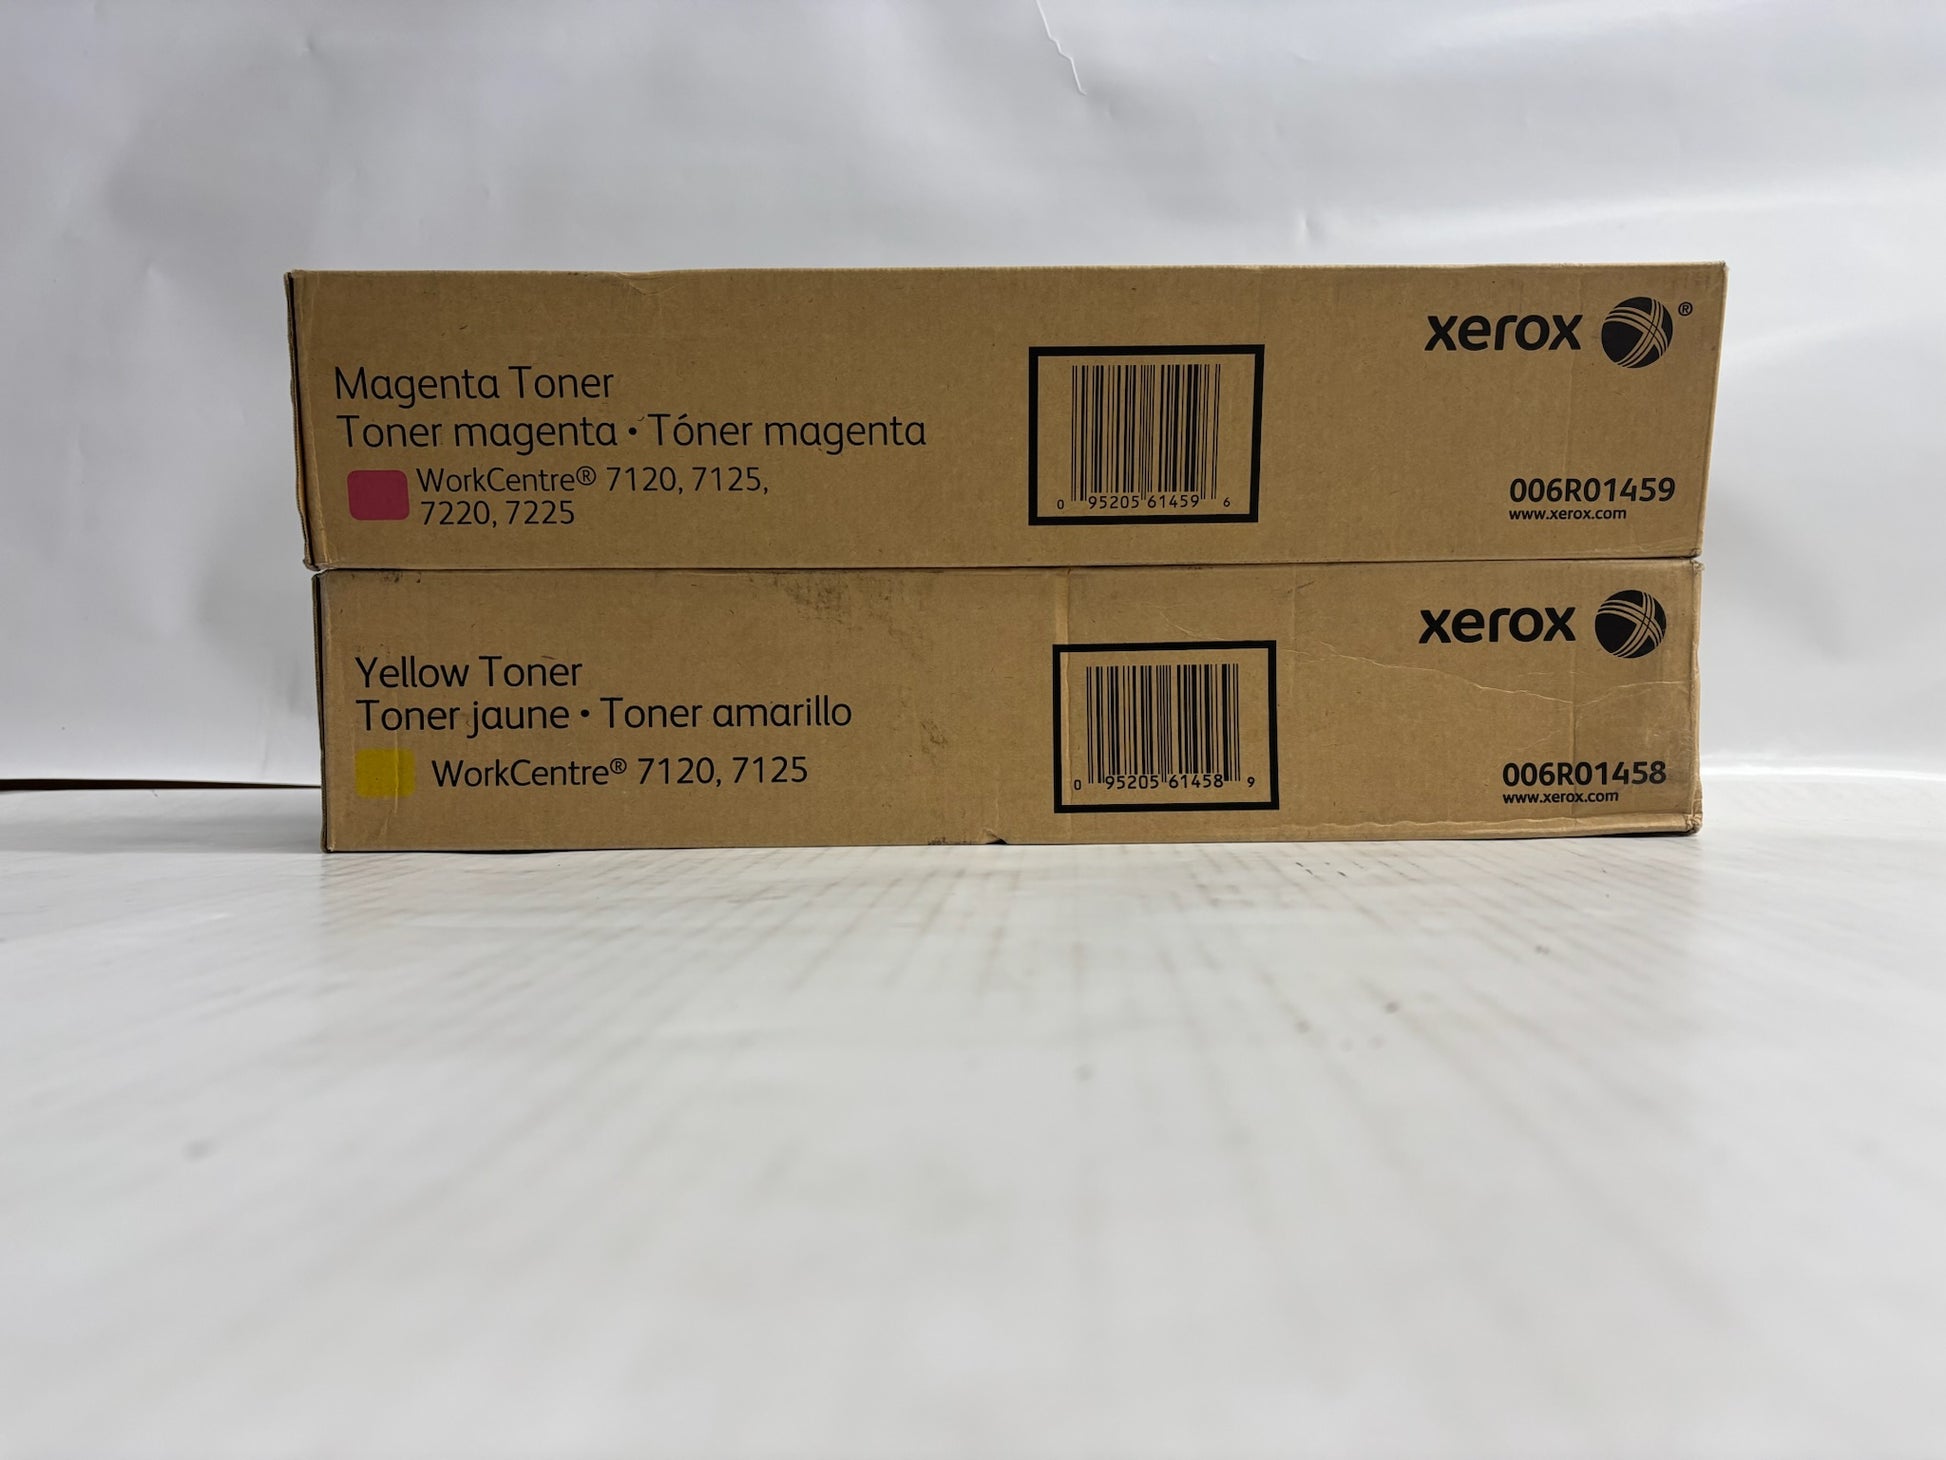 xerox ®
Magenta Toner
Toner magenta • Tóner magenta
WorkCentre® 7120, 7125,
7220, 7225
0 95205 61459 6
006R01459
www.xerox.com
xerox
Yellow Toner
Toner jaune • Toner amarillo
WorkCentre® 7120, 7125
0 95205 61458 9
006R01458
www.xerox.com